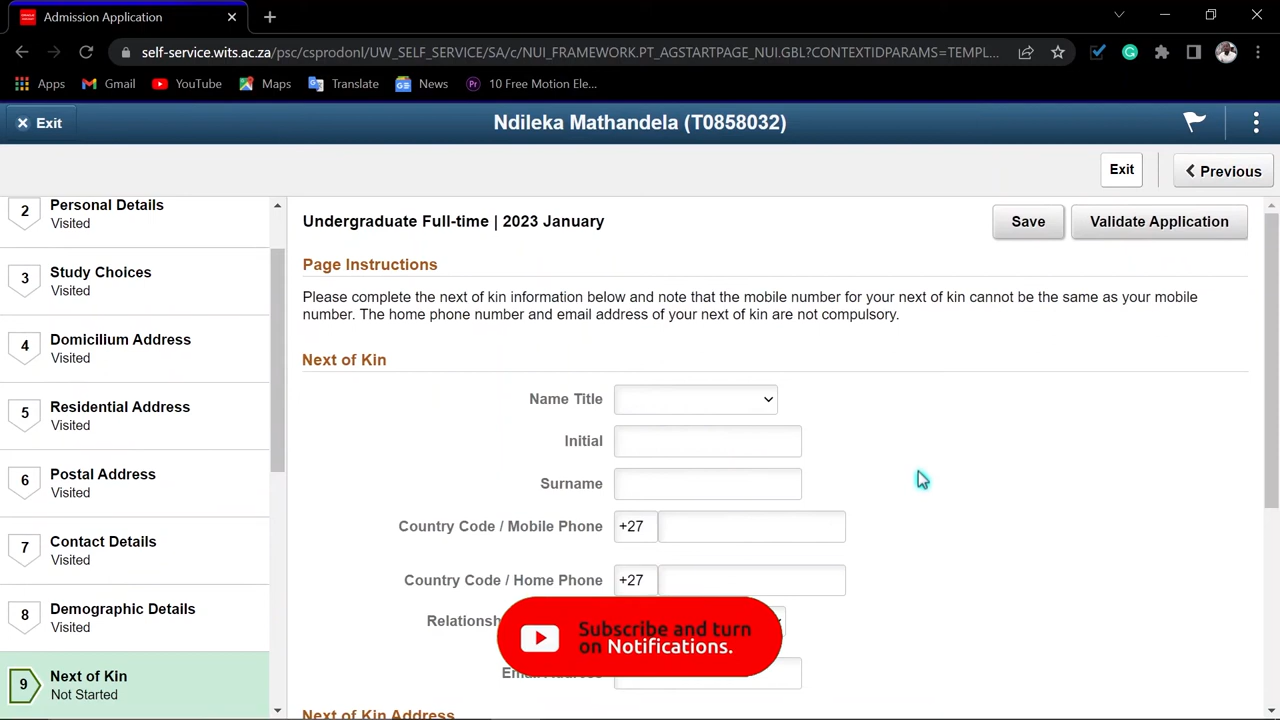 Admission Application
self-service.wits.ac.za/psc/csprodonl/UW_SELF_SERVICE/SA/c/NUI_FRAMEWORK.PT_AGSTARTPAGE_NUI.GBL?CONTEXTIDPARAMS=TEMPL...
Apps Gmail YouTube Maps Translate News Pr 10 Free Motion Ele...
Exit Ndileka Mathandela (T0858032)
Exit Previous
2 Personal Details
Visited
3 Study Choices
Visited
4 Domicilium Address
Visited
5 Residential Address
Visited
6 Postal Address
Visited
7 Contact Details
Visited
8 Demographic Details
Visited
9 Next of Kin
Not Started
Undergraduate Full-time | 2023 January Save Validate Application
Page Instructions
Please complete the next of kin information below and note that the mobile number for your next of kin cannot be the same as your mobile
number. The home phone number and email address of your next of kin are not compulsory.
Next of Kin
Name Title
Initial
Surname
Country Code / Mobile Phone +27
Country Code / Home Phone +27
Subscribe and turn
on Notifications.
Next of Kin Address